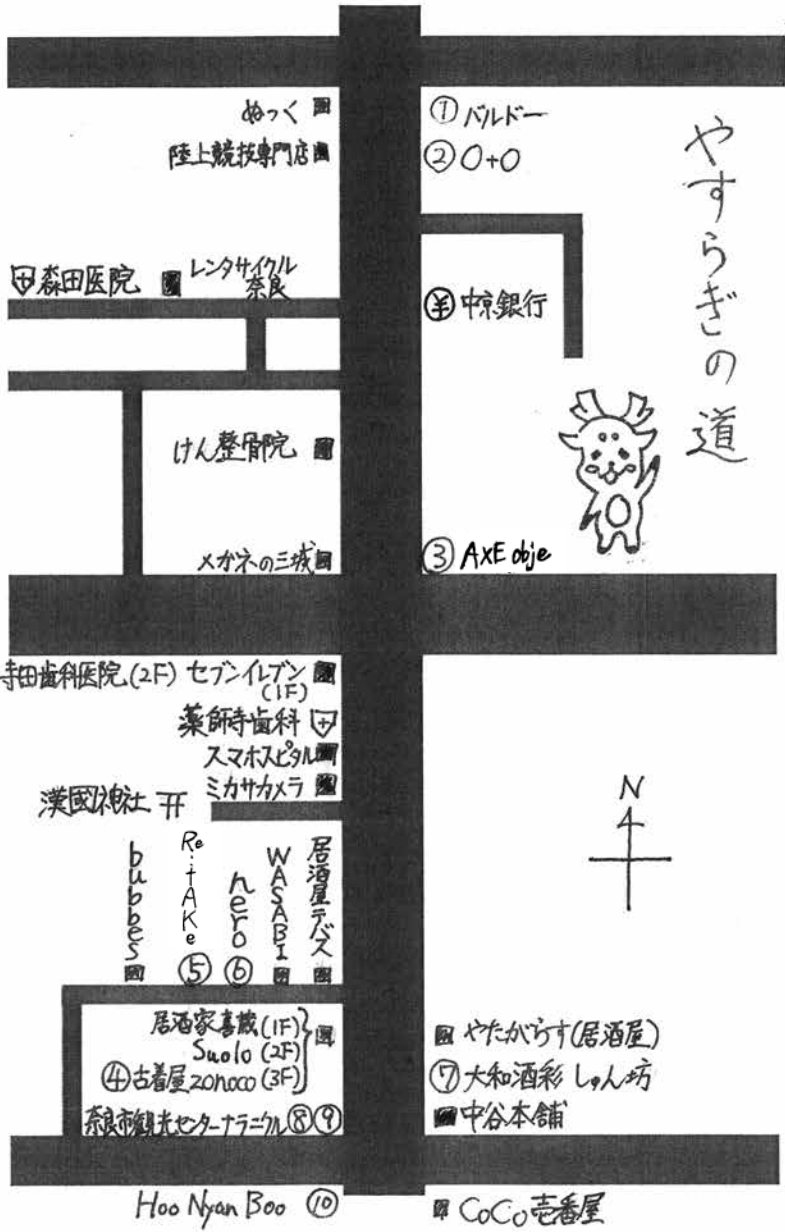 ぬっく
① バルドー
陸上競技専門店
② O+O
やすらぎの道
森田医院
レンタサイクル
奈良
中京銀行
けん整骨院
メガネの三城
③ AXE obje
寺田歯科医院(2F) セブンイレブン
(1F)
薬師寺歯科
スマホスピタル
ミカサカメラ
漢國神社
N
bubbes
Re:tAKe
⑤
nero
⑥
WASABI
居酒屋テバズ
居酒家喜蔵(1F)
Suolo (2F)
④古着屋zonoco(3F)
やたがらす(居酒屋)
⑦ 大和酒彩 しゅん坊
奈良市観光センターナラニクル⑧⑨
中谷本舗
Hoo Nyan Boo ⑩
CoCo壱番屋